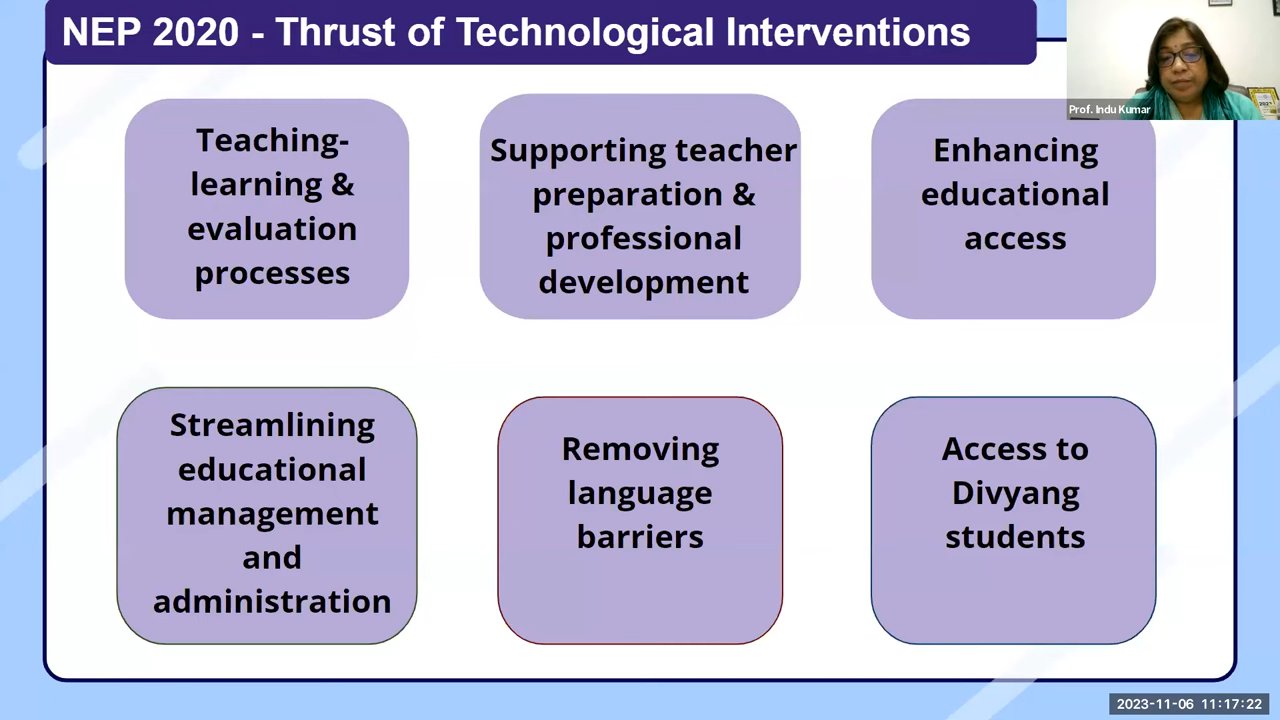 NEP 2020 - Thrust of Technological Interventions
Prof. Indu Kumar
Teaching-
learning &
evaluation
processes
Supporting teacher
preparation &
professional
development
Enhancing
educational
access
Streamlining
educational
management
and
administration
Removing
language
barriers
Access to
Divyang
students
2023-11-06 11:17:22